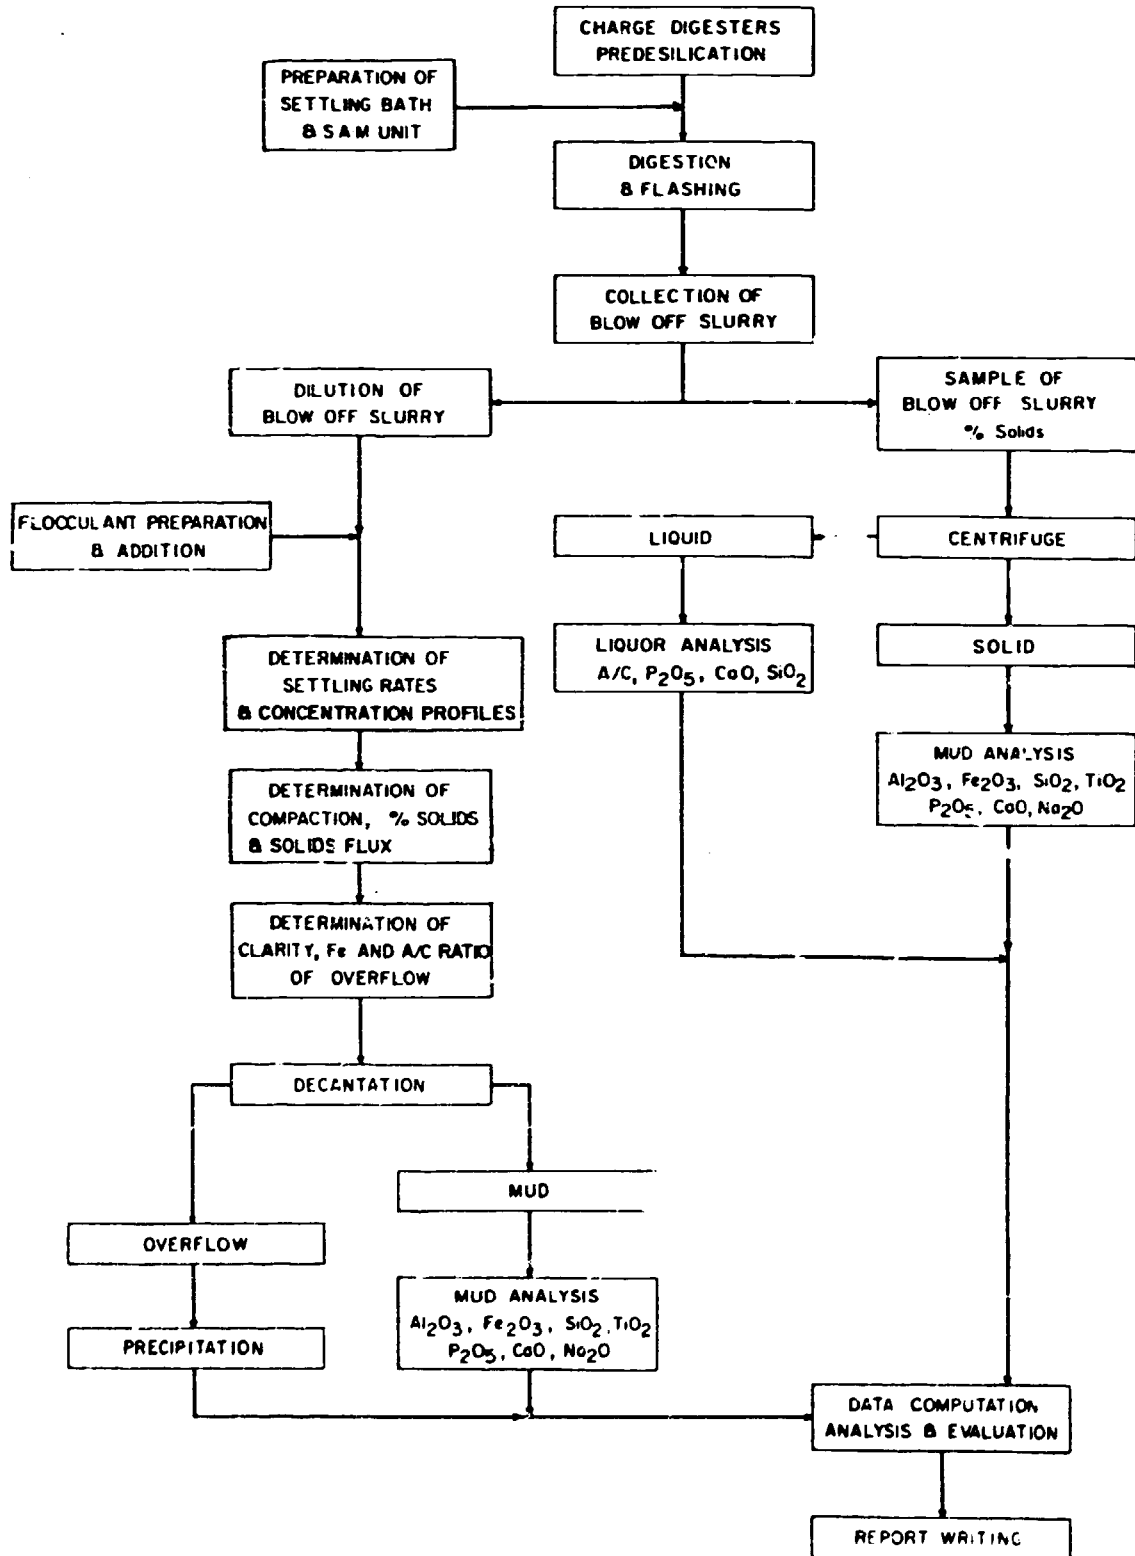 CHARGE DIGESTERS
PREDESILICATION
PREPARATION OF
SETTLING BATH
& SAM UNIT
DIGESTION
& FLASHING
COLLECTION OF
BLOW OFF SLURRY
DILUTION OF
BLOW OFF SLURRY
SAMPLE OF
BLOW OFF SLURRY
% Solids
FLOCCULANT PREPARATION
& ADDITION
LIQUID
CENTRIFUGE
DETERMINATION OF
SETTLING RATES
& CONCENTRATION PROFILES
LIQUOR ANALYSIS
A/C, P2O5, CaO, SiO2
SOLID
MUD ANALYSIS
Al2O3, Fe2O3, SiO2, TiO2
P2O5, CaO, Na2O
DETERMINATION OF
COMPACTION, % SOLIDS
& SOLIDS FLUX
DETERMINATION OF
CLARITY, Fe AND A/C RATIO
OF OVERFLOW
DECANTATION
MUD
OVERFLOW
MUD ANALYSIS
Al2O3, Fe2O3, SiO2, TiO2
P2O5, CaO, Na2O
PRECIPITATION
DATA COMPUTATION
ANALYSIS & EVALUATION
REPORT WRITING